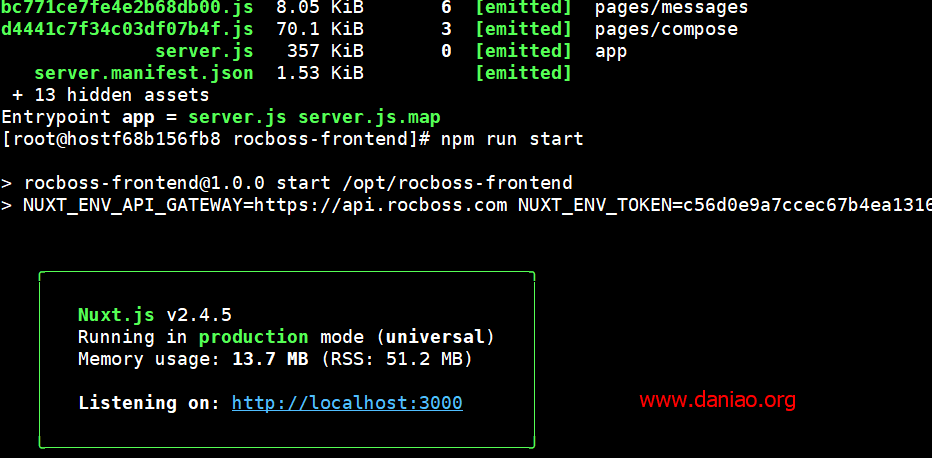 bc771ce7fe4e2b68db00.js 8.05 KiB 6 [emitted] pages/messages
d4441c7f34c03df07b4f.js 70.1 KiB 3 [emitted] pages/compose
server.js 357 KiB 0 [emitted] app
server.manifest.json 1.53 KiB [emitted]
+ 13 hidden assets
Entrypoint app = server.js server.js.map
[root@hostf68b156fb8 rocboss-frontend]# npm run start
> rocboss-frontend@1.0.0 start /opt/rocboss-frontend
> NUXT_ENV_API_GATEWAY=https://api.rocboss.com NUXT_ENV_TOKEN=c56d0e9a7ccec67b4ea1316
Nuxt.js v2.4.5
Running in production mode (universal)
Memory usage: 13.7 MB (RSS: 51.2 MB)
Listening on: http://localhost:3000
www.daniao.org